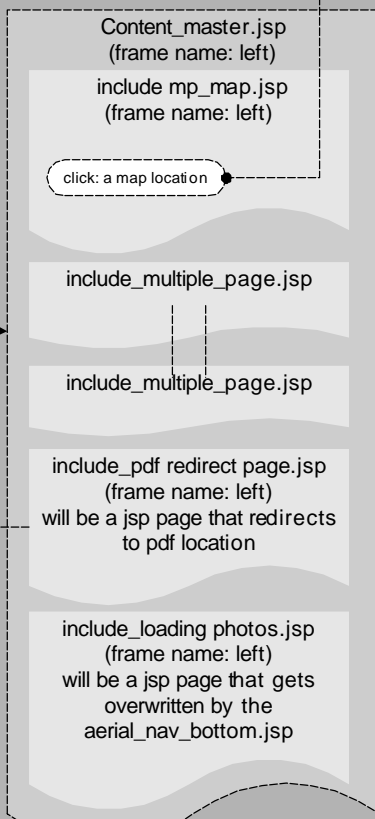 Content_master.jsp
(frame name: left)
include mp_map.jsp
(frame name: left)
click: a map location
include_multiple_page.jsp
include_multiple_page.jsp
include_pdf redirect page.jsp
(frame name: left)
will be a jsp page that redirects
to pdf location
include_loading photos.jsp
(frame name: left)
will be a jsp page that gets
overwritten by the
aerial_nav_bottom.jsp